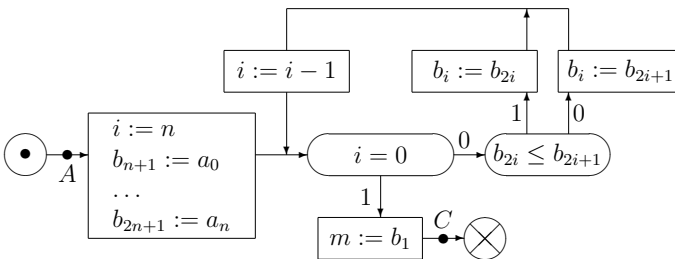 i := i − 1
b_i := b_{2i}
b_i := b_{2i+1}
1
0
i := n
b_{n+1} := a_0
...
b_{2n+1} := a_n
A
i = 0
0
b_{2i} ≤ b_{2i+1}
1
m := b_1
C